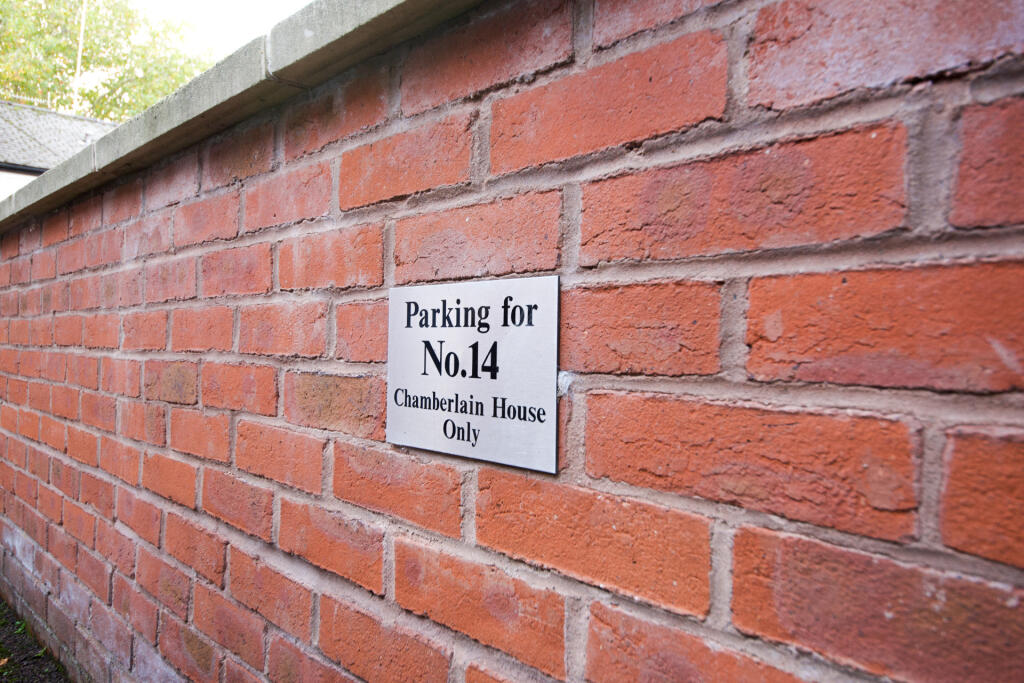 Parking for
No.14
Chamberlain House
Only